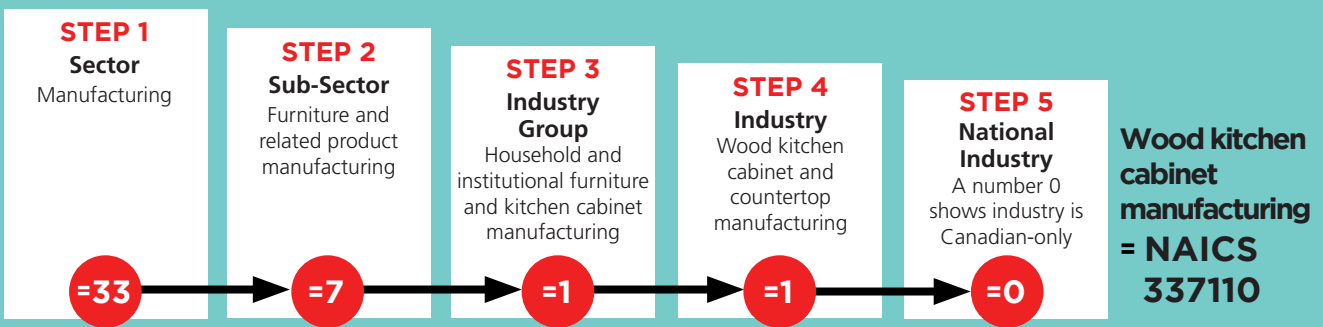 STEP 1
Sector
Manufacturing
=33
STEP 2
Sub-Sector
Furniture and
related product
manufacturing
=7
STEP 3
Industry
Group
Household and
institutional furniture
and kitchen cabinet
manufacturing
=1
STEP 4
Industry
Wood kitchen
cabinet and
countertop
manufacturing
=1
STEP 5
National
Industry
A number 0
shows industry is
Canadian-only
=0
Wood kitchen
cabinet
manufacturing
= NAICS
337110